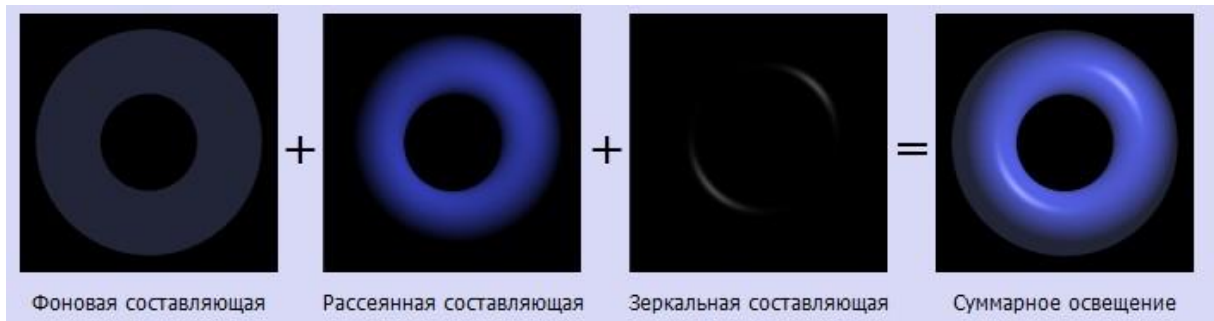 + + =
Фоновая составляющая Рассеянная составляющая Зеркальная составляющая Суммарное освещение